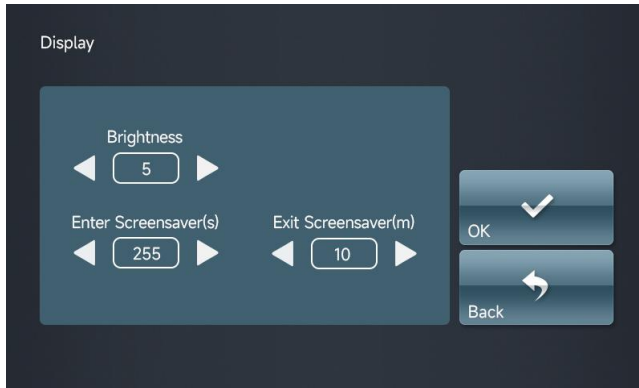 Display
Brightness
5
Enter Screensaver(s)
255
Exit Screensaver(m)
10
OK
Back